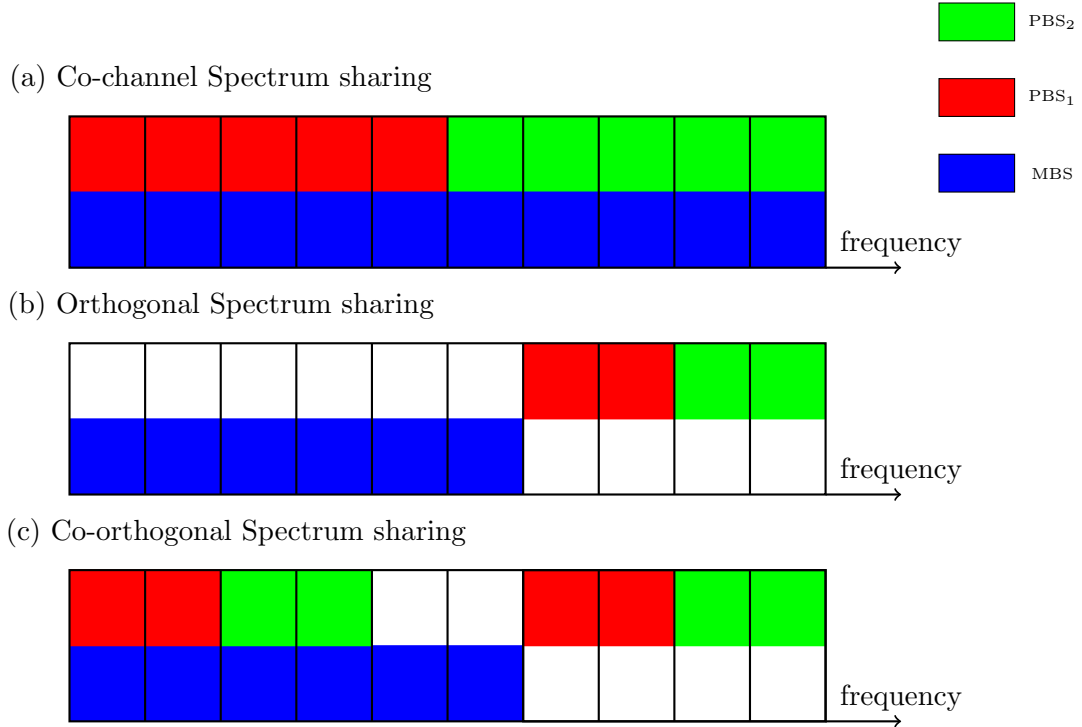 PBS₂
(a) Co-channel Spectrum sharing
PBS₁
MBS
frequency
(b) Orthogonal Spectrum sharing
frequency
(c) Co-orthogonal Spectrum sharing
frequency